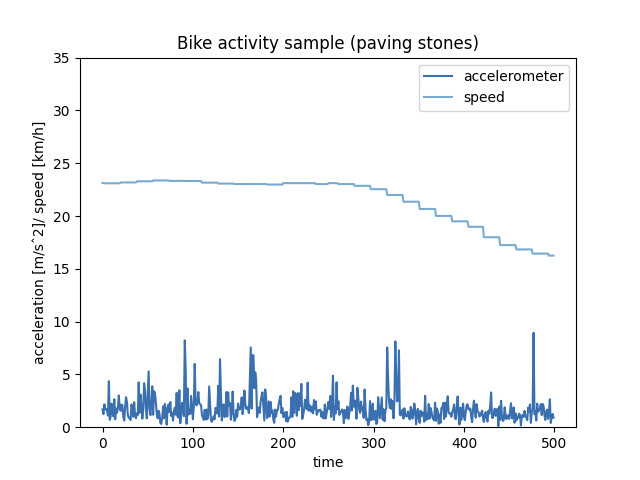 Bike activity sample (paving stones)
accelerometer
speed
acceleration [m/s^2]/ speed [km/h]
35
30
25
20
15
10
5
0
0 100 200 300 400 500
time